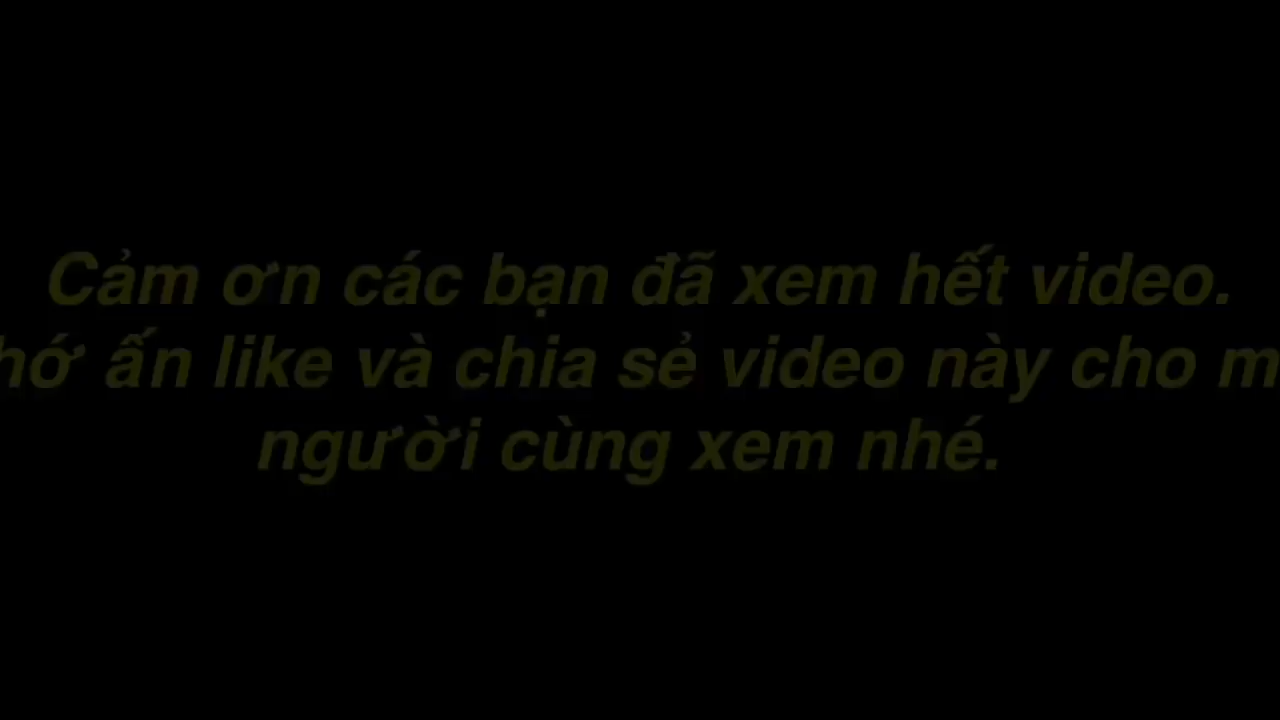 Cảm ơn các bạn đã xem hết video.
ấn like và chia sẻ video này cho
người cùng xem nhé.